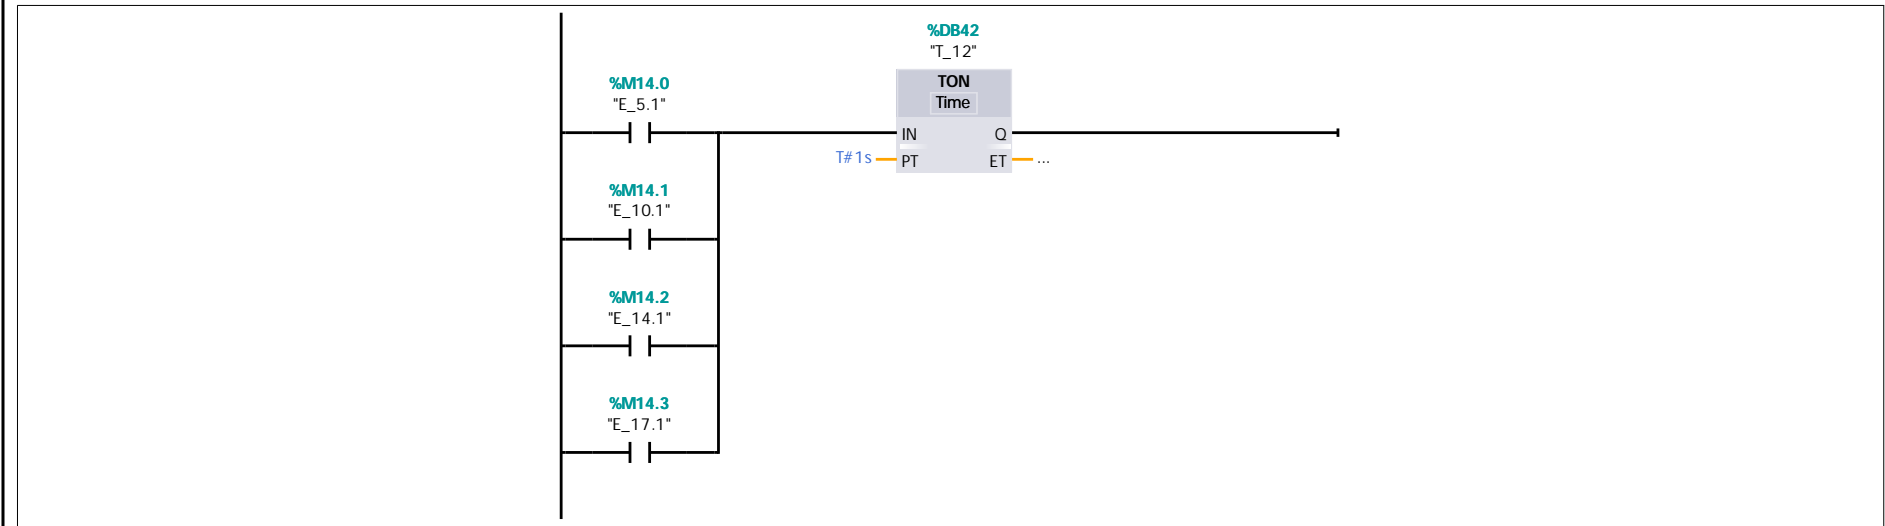 %DB42
"T_12"
%M14.0
"E_5.1"
TON
Time
IN
Q
T#1s
PT
ET
...
%M14.1
"E_10.1"
%M14.2
"E_14.1"
%M14.3
"E_17.1"